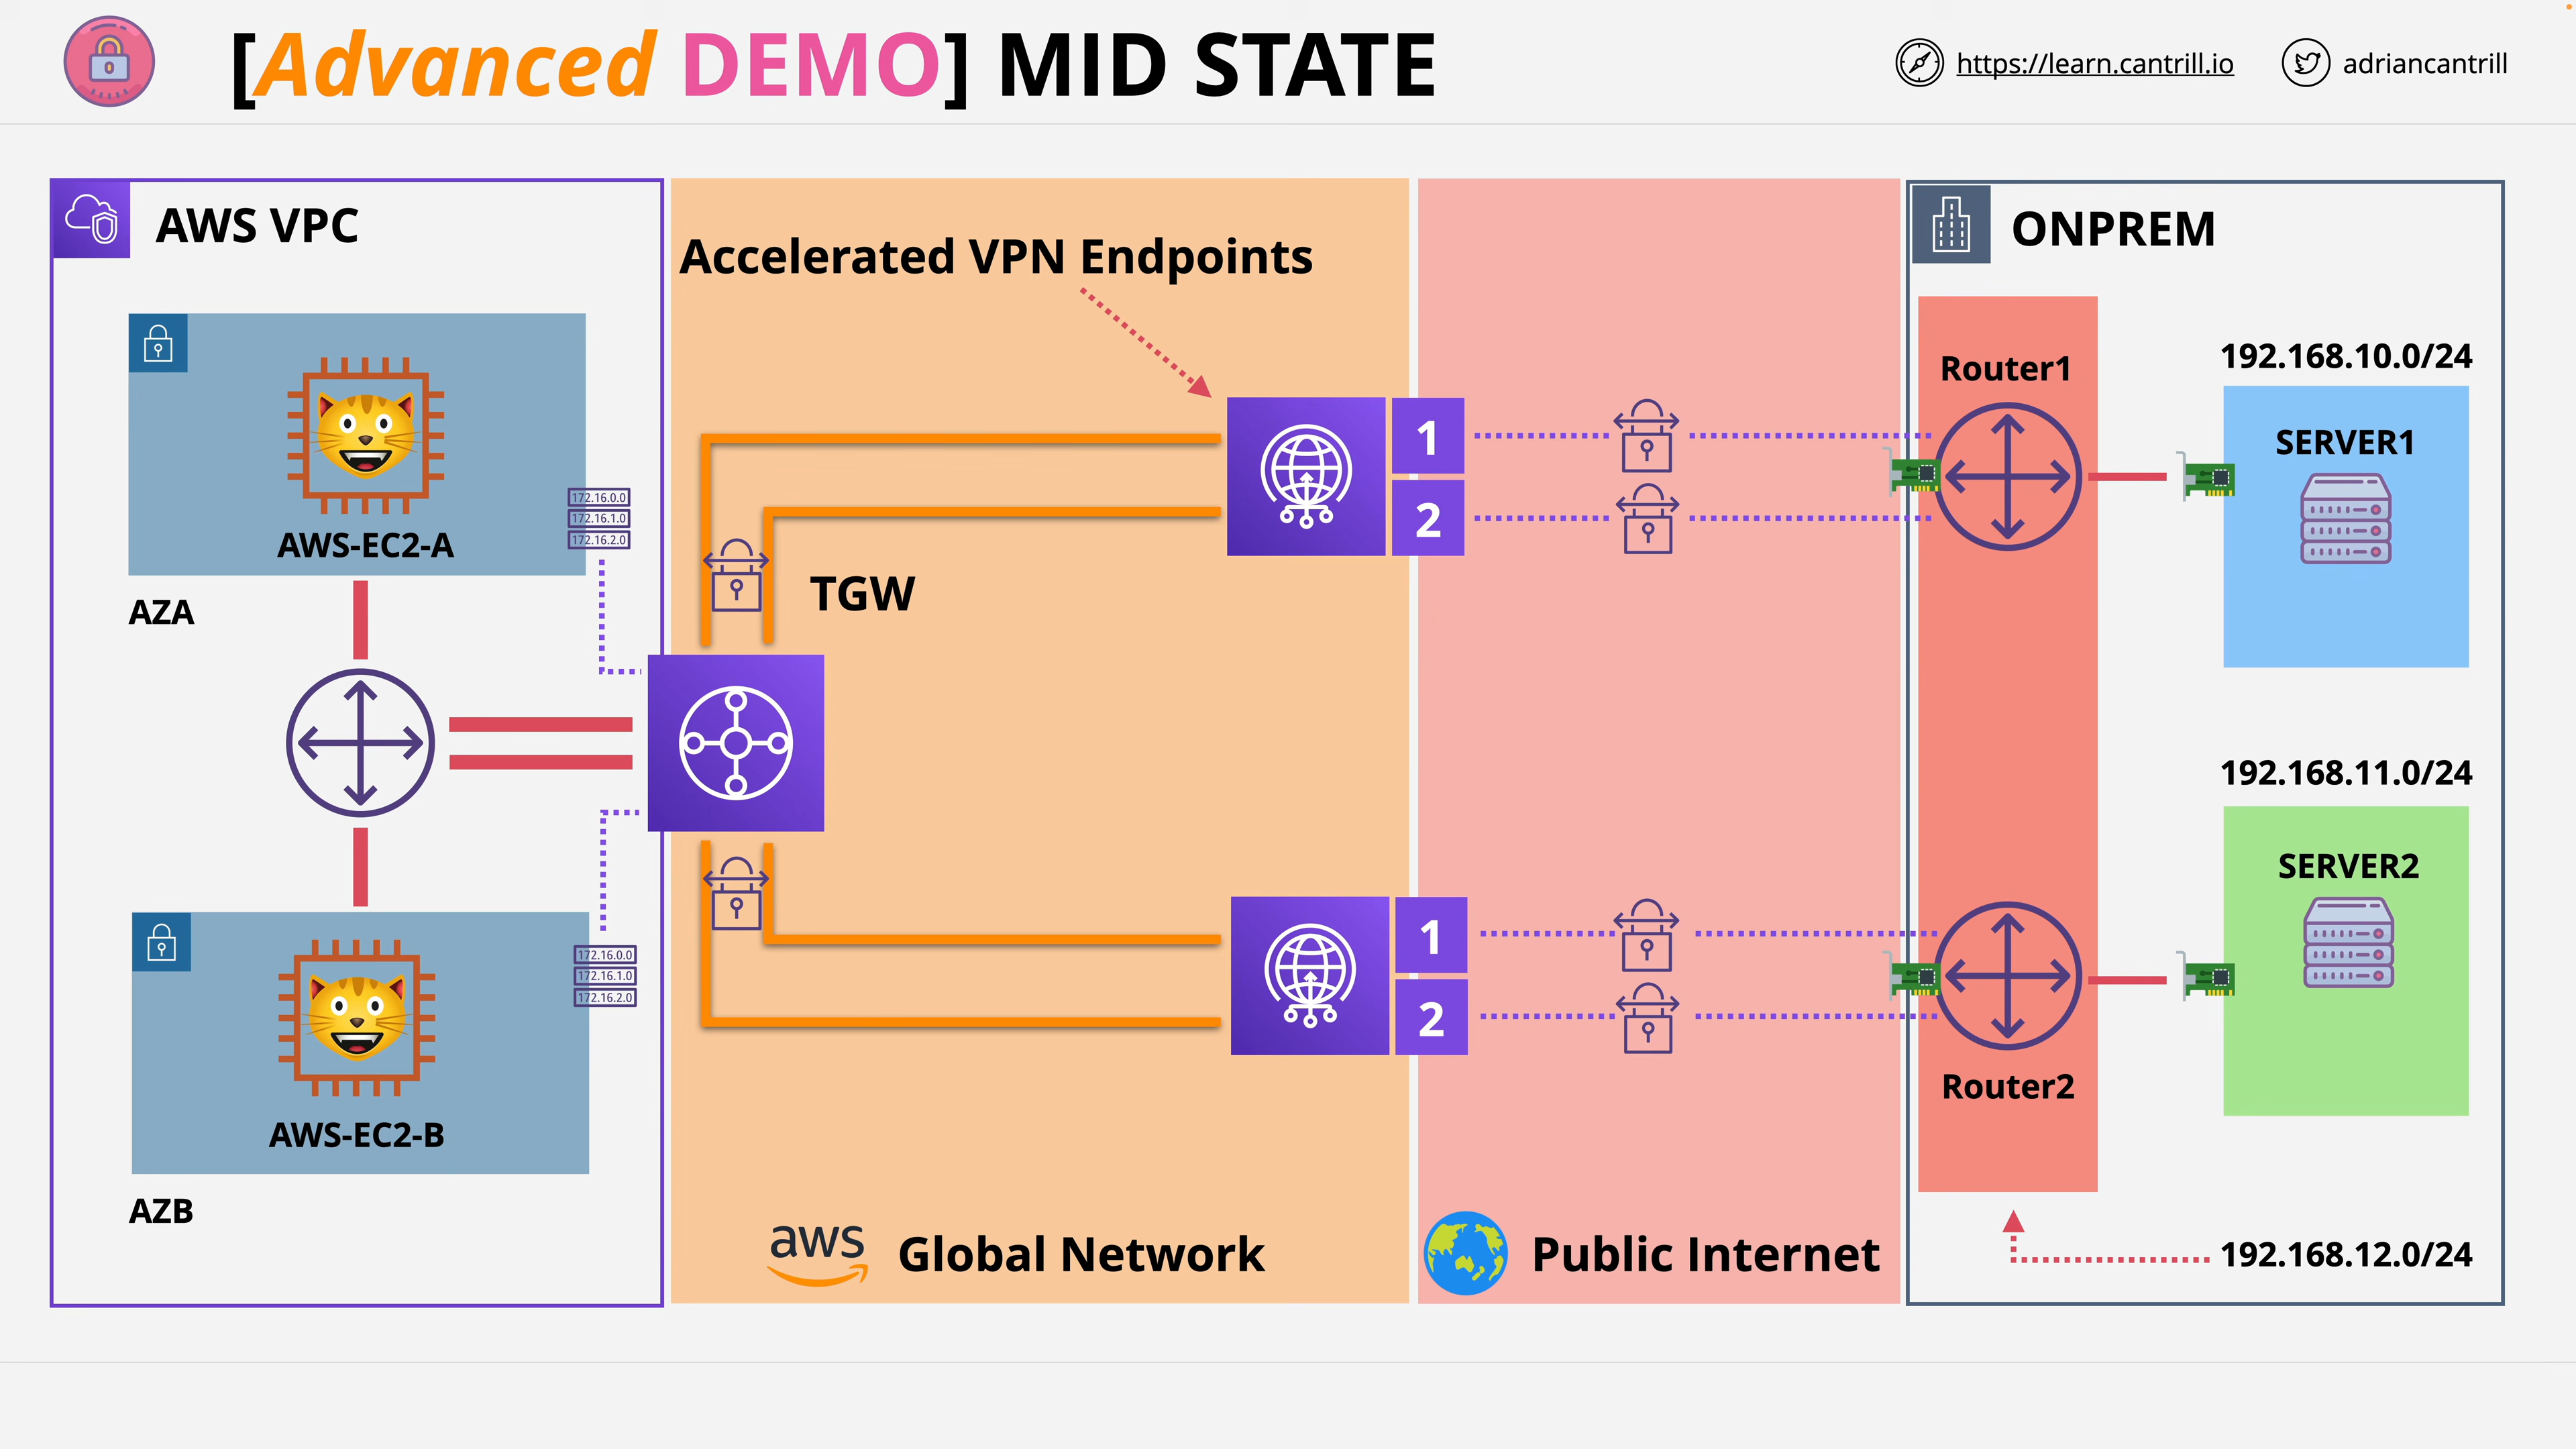 [Advanced DEMO] MID STATE
https://learn.cantrill.io
adriancantrill
AWS VPC
Accelerated VPN Endpoints
ONPREM
AWS-EC2-A
172.16.0.0
172.16.1.0
172.16.2.0
AZA
TGW
1
2
Router1
192.168.10.0/24
SERVER1
192.168.11.0/24
SERVER2
172.16.0.0
172.16.1.0
172.16.2.0
AWS-EC2-B
AZB
1
2
Router2
aws
Global Network
Public Internet
192.168.12.0/24